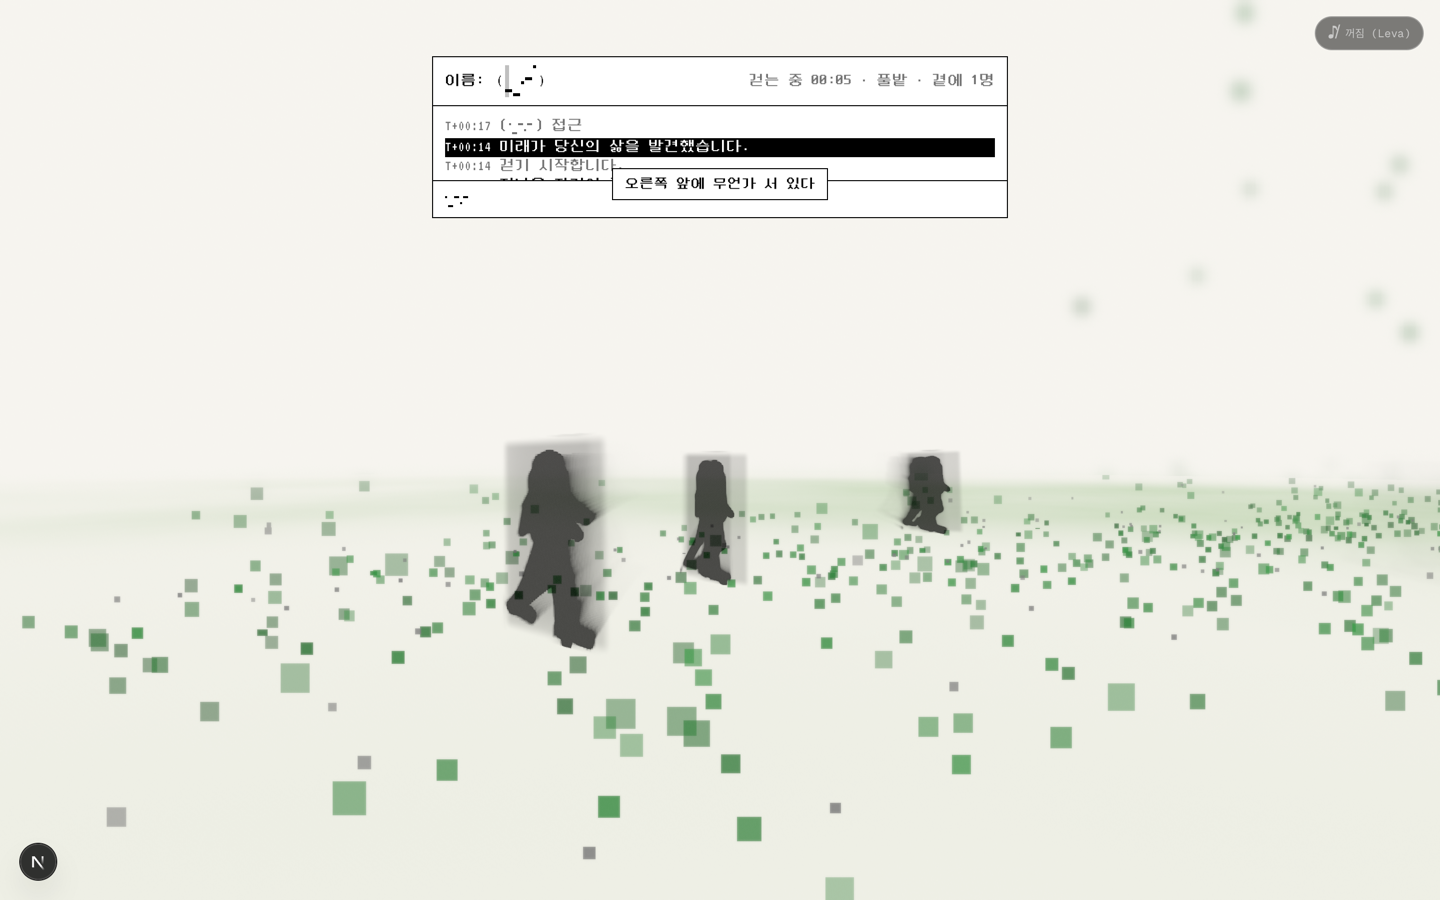 꺼짐 (Leva)
이름: ( )
걷는 중 00:05 · 풀밭 · 곁에 1명
T+00:17 ( ) 접근
T+00:14 미래가 당신의 삶을 발견했습니다.
T+00:14 걷기 시작합니다.
오른쪽 앞에 무언가 서 있다
N